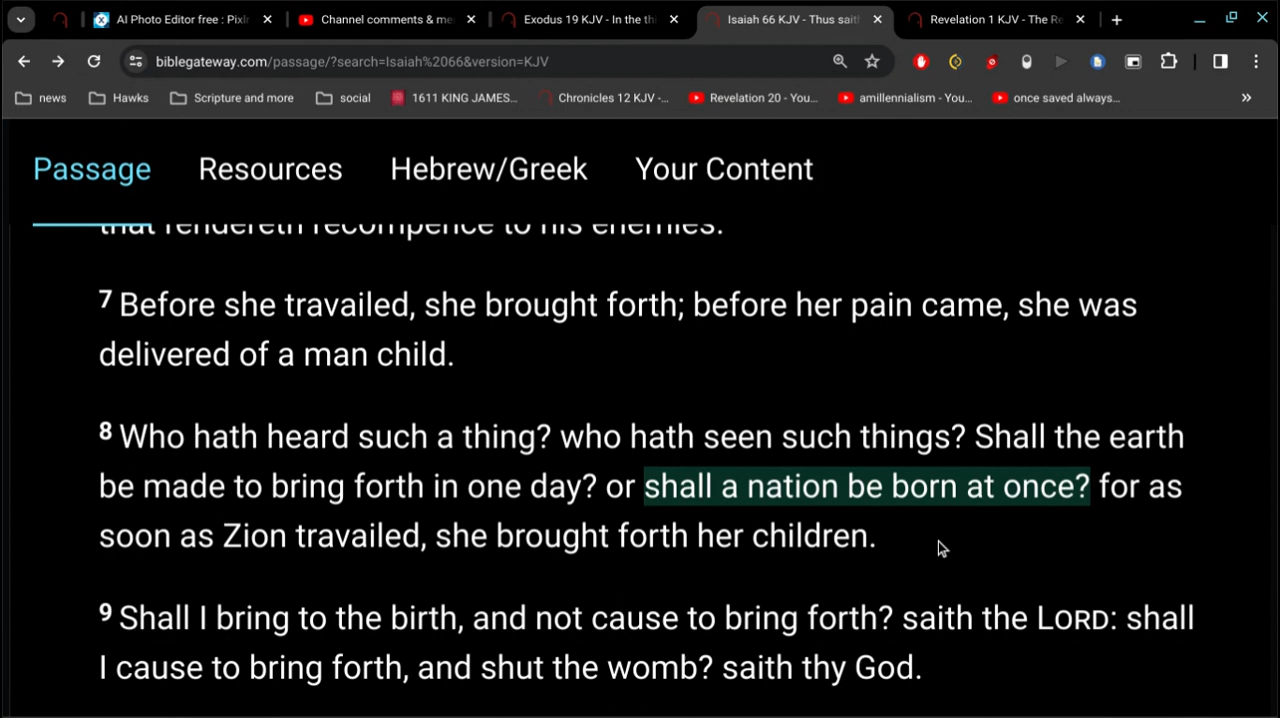 AI Photo Editor free : Pixlr
Channel comments & me
Exodus 19 KJV - In the th
Isaiah 66 KJV - Thus sait
Revelation 1 KJV - The Re
biblegateway.com/passage/?search=Isaiah%2066&version=KJV
news Hawks Scripture and more social 1611 KING JAMES... Chronicles 12 KJV -... Revelation 20 - You... amillennialism - You... once saved always...
Passage Resources Hebrew/Greek Your Content
that rendereth recompence to his enemies.
7 Before she travailed, she brought forth; before her pain came, she was
delivered of a man child.
8 Who hath heard such a thing? who hath seen such things? Shall the earth
be made to bring forth in one day? or shall a nation be born at once? for as
soon as Zion travailed, she brought forth her children.
9 Shall I bring to the birth, and not cause to bring forth? saith the LORD: shall
I cause to bring forth, and shut the womb? saith thy God.